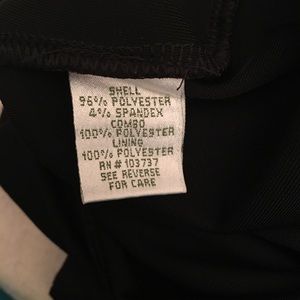 SHELL
96% POLYESTER
4% SPANDEX
COMBO
100% POLYESTER
LINING
100% POLYESTER
RN # 103737
SEE REVERSE
FOR CARE